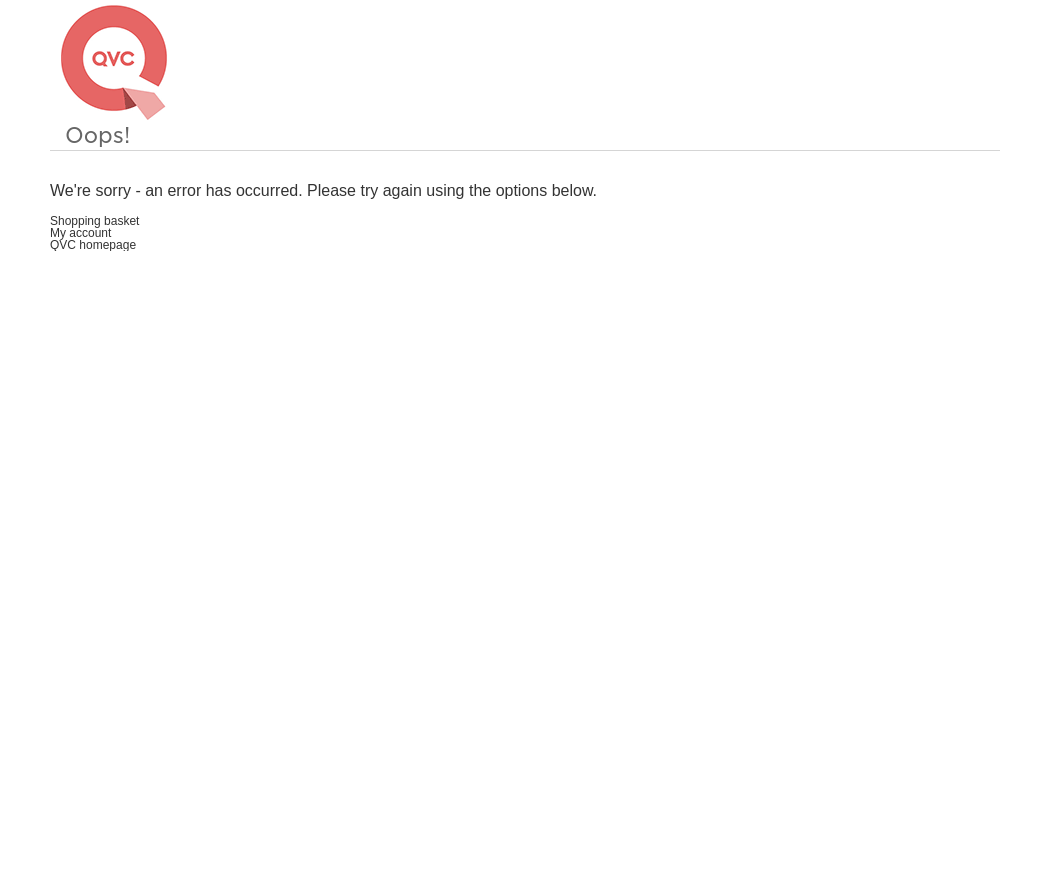 QVC
Oops!
We're sorry - an error has occurred. Please try again using the options below.
Shopping basket
My account
QVC homepage